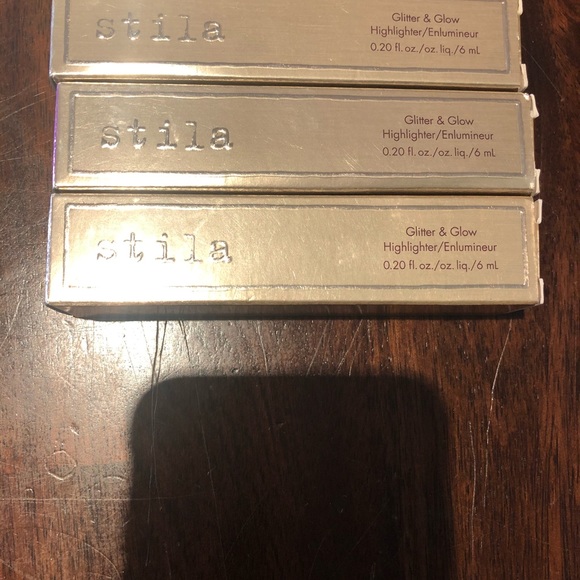 stila
Glitter & Glow
Highlighter/Enlumineur
0.20 fl. oz./oz. liq./6 mL
stila
Glitter & Glow
Highlighter/Enlumineur
0.20 fl. oz./oz. liq./6 mL
stila
Glitter & Glow
Highlighter/Enlumineur
0.20 fl. oz./oz. liq./6 mL